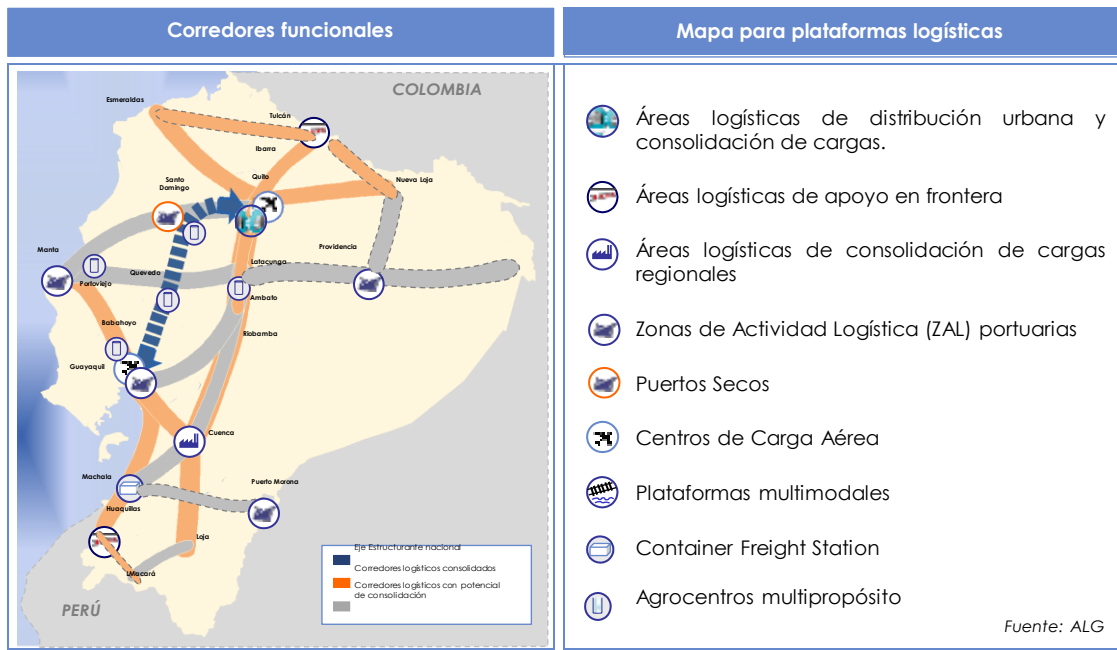 Corredores funcionales
Mapa para plataformas logísticas
COLOMBIA
Esmeraldas
Tulcán
Ibarra
Quito
Santo
Domingo
Nueva Loja
Manta
Providencia
Portoviejo
Quevedo
Latacunga
Ambato
Babahoyo
Riobamba
Guayaquil
Cuenca
Machala
Puerto Morona
Huaquillas
Loja
LMacará
PERÚ
Eje Estructurante nacional
Corredores logísticos consolidados
Corredores logísticos con potencial
de consolidación
Áreas logísticas de distribución urbana y
consolidación de cargas.
Áreas logísticas de apoyo en frontera
Áreas logísticas de consolidación de cargas
regionales
Zonas de Actividad Logística (ZAL) portuarias
Puertos Secos
Centros de Carga Aérea
Plataformas multimodales
Container Freight Station
Agrocentros multipropósito
Fuente: ALG